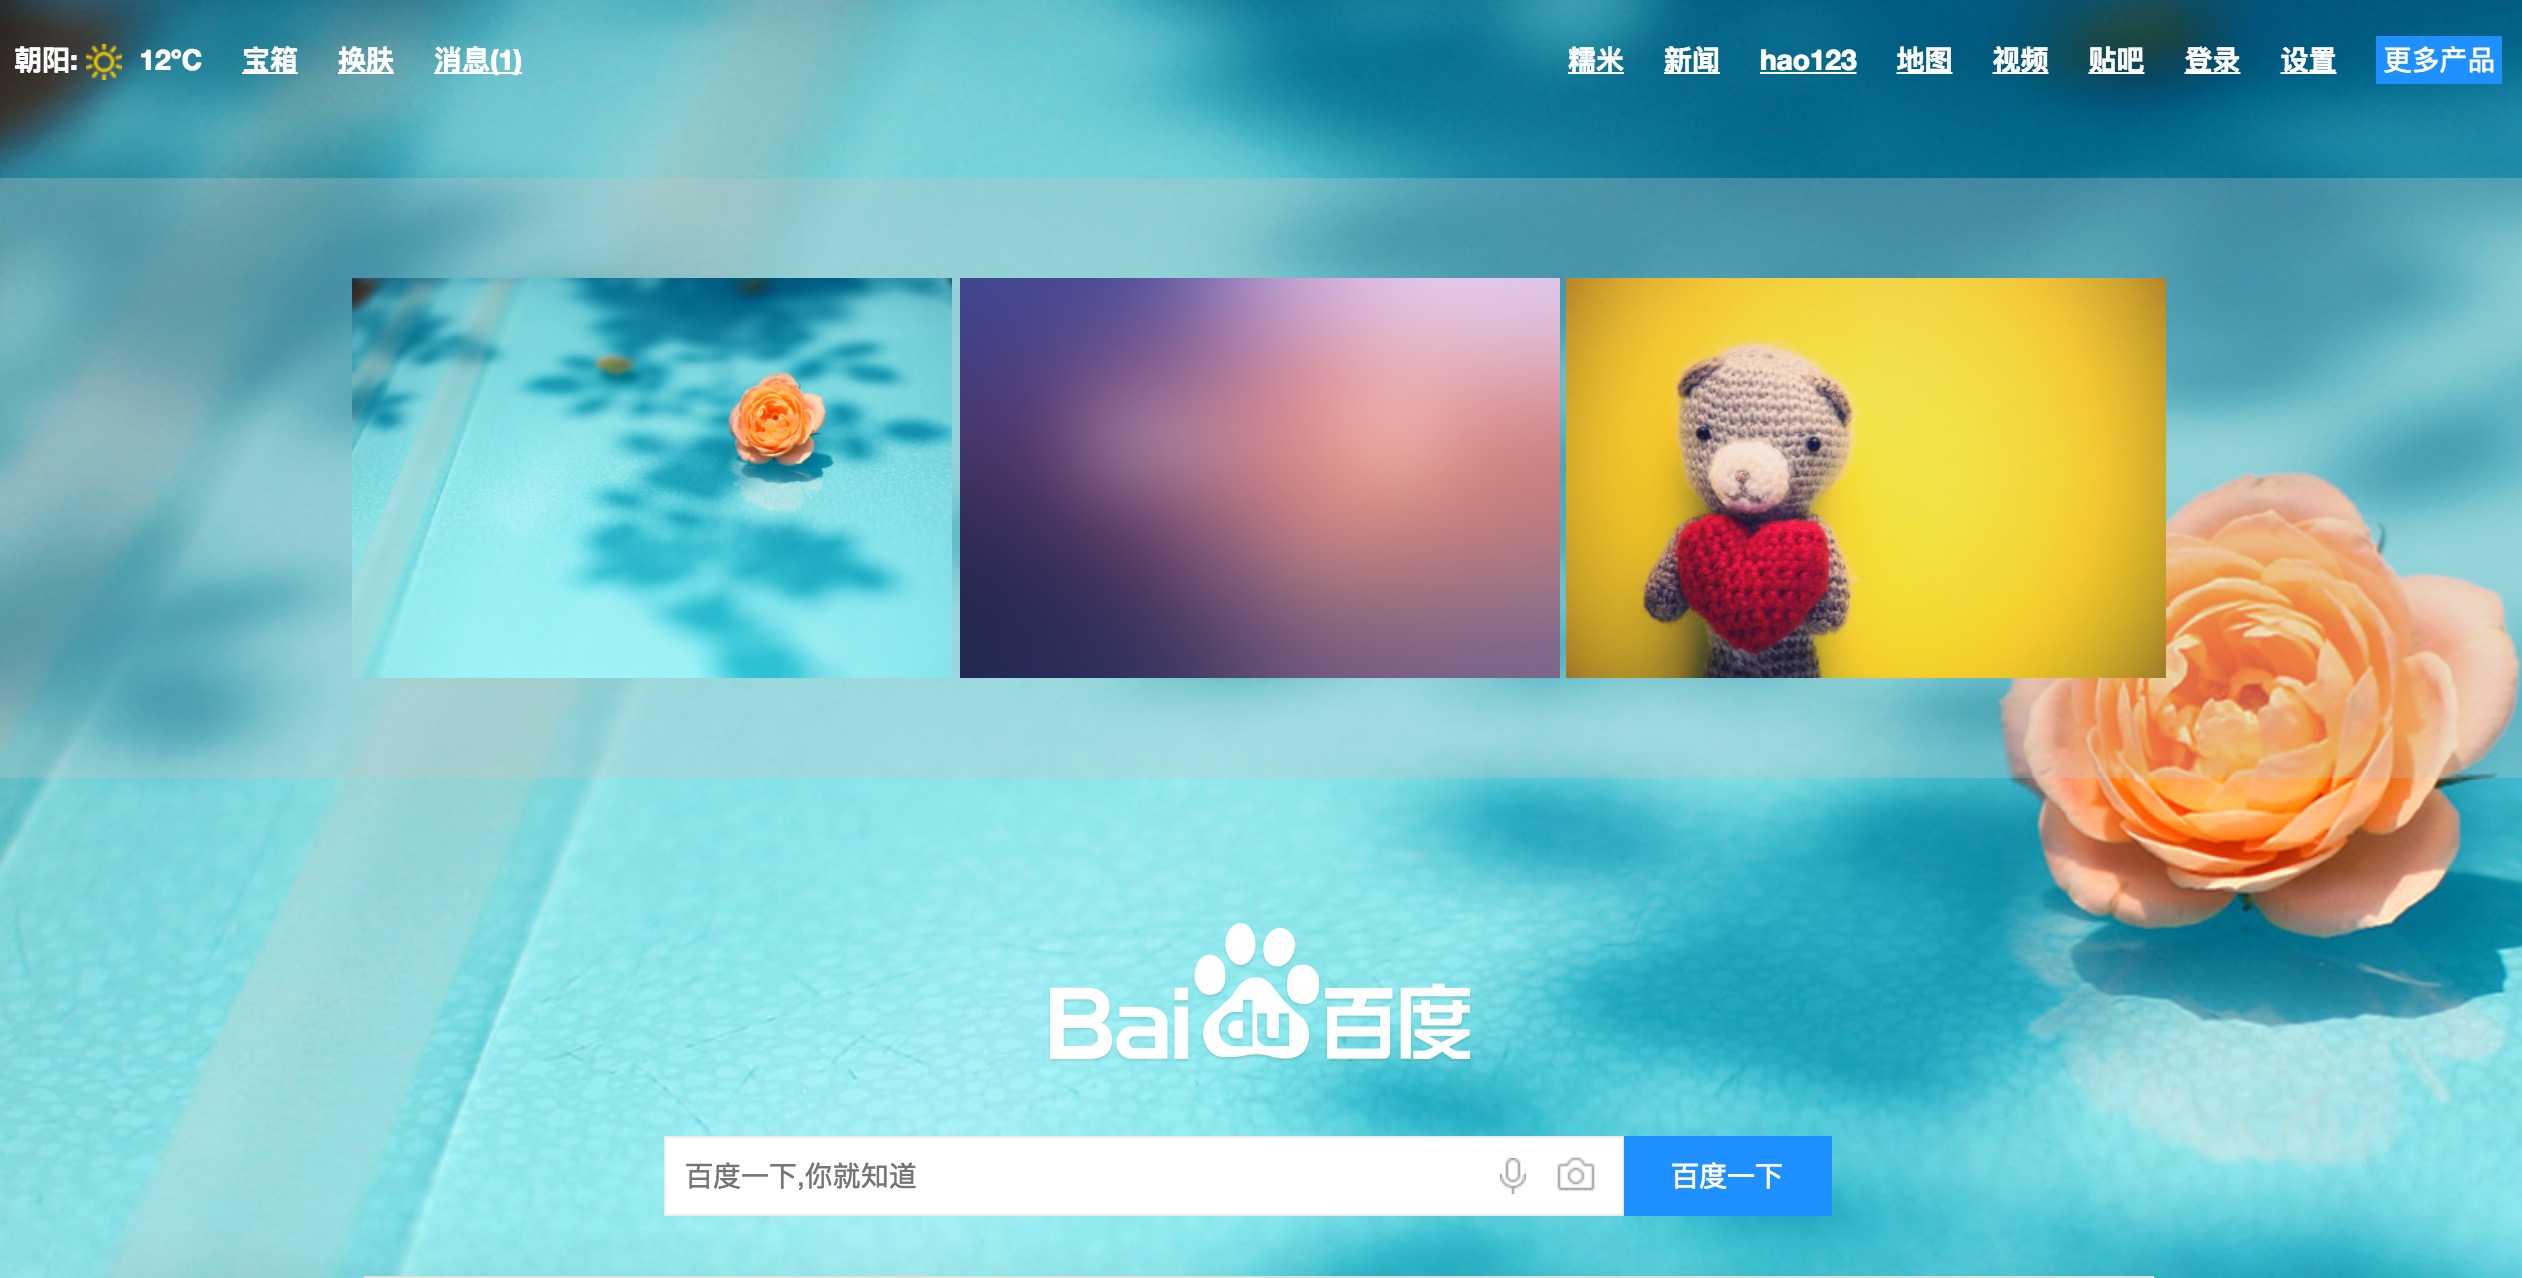 朝阳: 12℃ 宝箱 换肤 消息(1) 糯米 新闻 hao123 地图 视频 贴吧 登录 设置 更多产品
Bai du 百度
百度一下,你就知道 百度一下